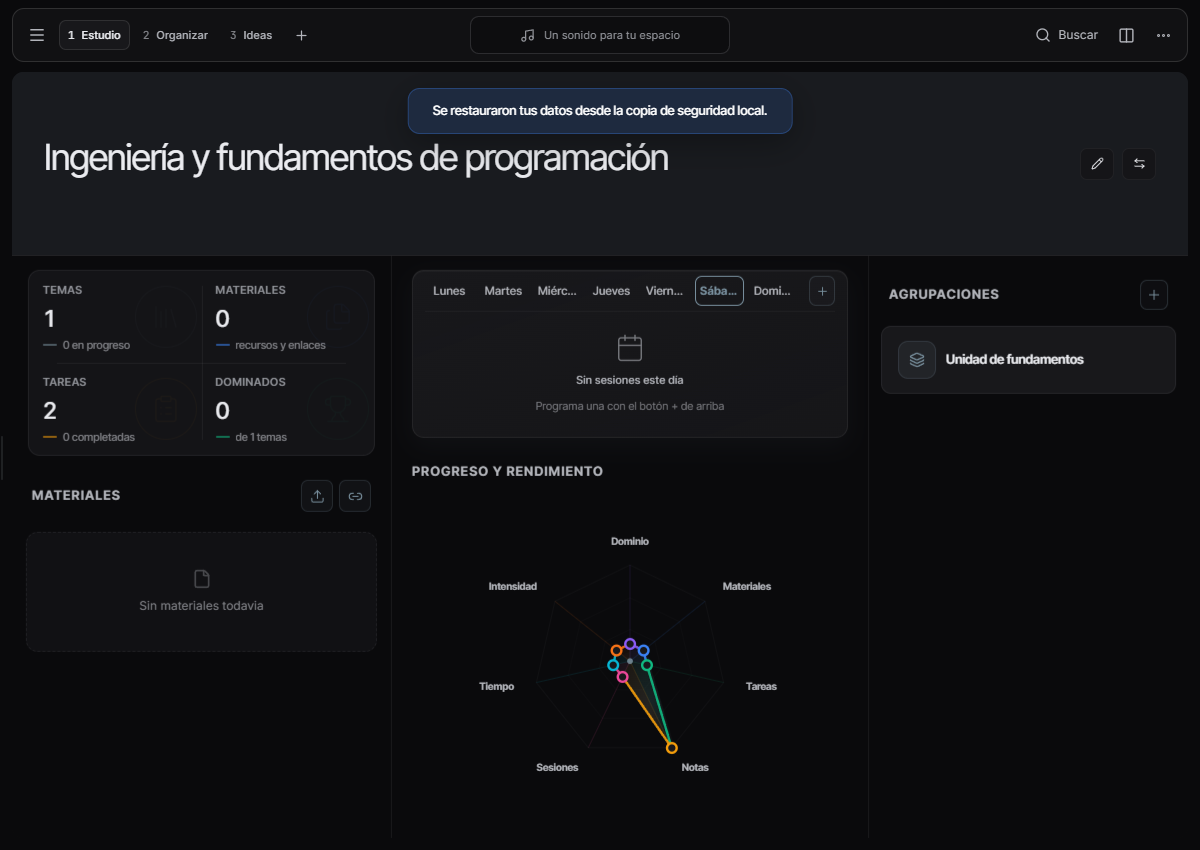 1 Estudio
2 Organizar
3 Ideas
Un sonido para tu espacio
Buscar
Se restauraron tus datos desde la copia de seguridad local.
Ingeniería y fundamentos de programación
TEMAS
1
0 en progreso
MATERIALES
0
recursos y enlaces
TAREAS
2
0 completadas
DOMINADOS
0
de 1 temas
MATERIALES
Sin materiales todavia
Lunes
Martes
Miérc...
Jueves
Viern...
Sába...
Domi...
Sin sesiones este día
Programa una con el botón + de arriba
PROGRESO Y RENDIMIENTO
Dominio
Intensidad
Materiales
Tiempo
Tareas
Sesiones
Notas
AGRUPACIONES
Unidad de fundamentos